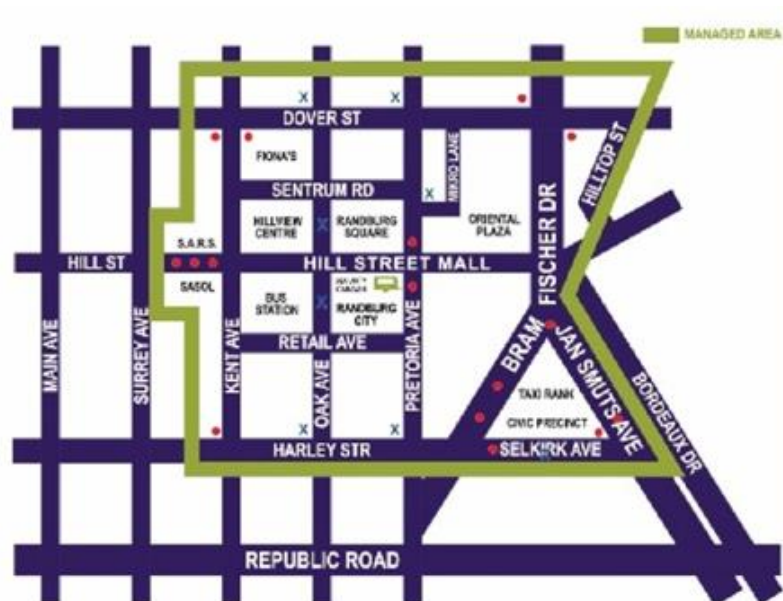 MANAGED AREA
DOVER ST
HILLTOP ST
FIONA'S
MIKRO LANE
SENTRUM RD
HILLVIEW
CENTRE
RANDBURG
SQUARE
ORIENTAL
PLAZA
FISCHER DR
S.A.R.S.
HILL ST
HILL STREET MALL
SASOL
BUS
STATION
RANDBURG
CITY
MAIN AVE
SURREY AVE
KENT AVE
OAK AVE
PRETORIA AVE
RETAIL AVE
BRAM
JAN SMUTS AVE
BORDEAUX DR
TAXI RANK
CIVIC PRECINCT
HARLEY STR
SELKIRK AVE
REPUBLIC ROAD
X
X
X
X
X
X
X
X